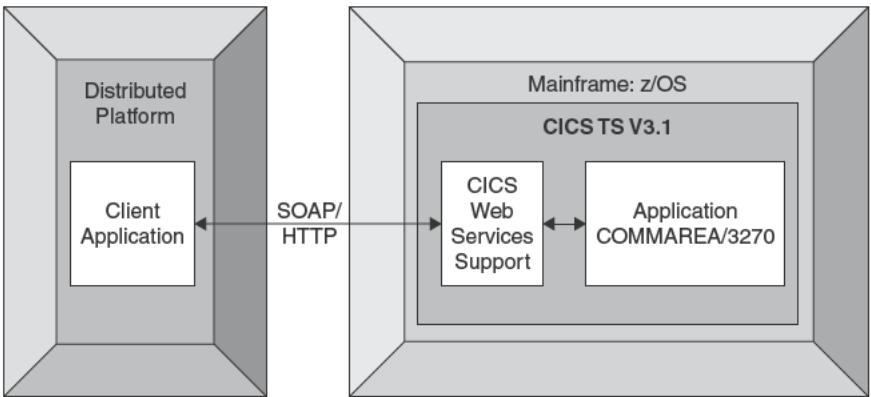 Distributed
Platform
Client
Application
SOAP/
HTTP
Mainframe: z/OS
CICS TS V3.1
CICS
Web
Services
Support
Application
COMMAREA/3270